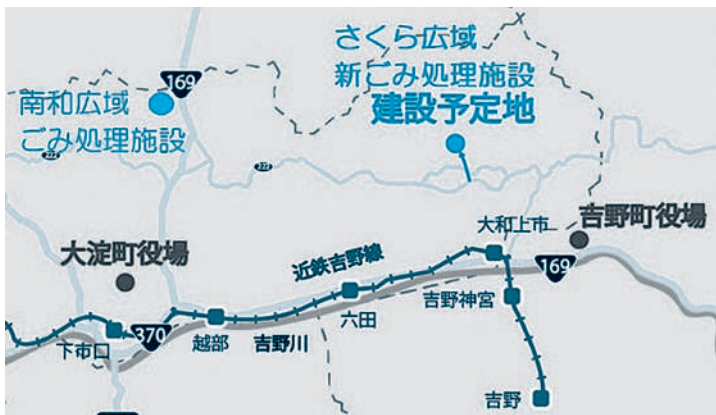 さくら広域
新ごみ処理施設
建設予定地
169
南和広域
ごみ処理施設
222
222
大和上市
吉野町役場
大淀町役場
近鉄吉野線
169
吉野神宮
六田
370
下市口
越部
吉野川
吉野